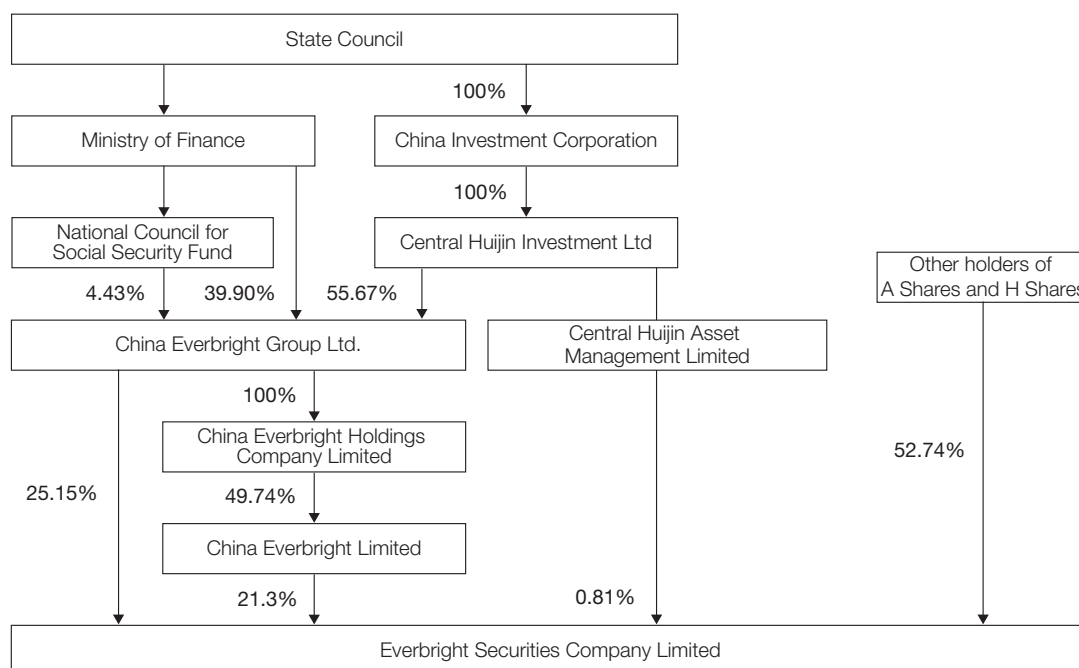 State Council
100%
Ministry of Finance
China Investment Corporation
100%
National Council for
Social Security Fund
Central Huijin Investment Ltd
Other holders of
A Shares and H Shares
4.43%
39.90%
55.67%
China Everbright Group Ltd.
Central Huijin Asset
Management Limited
100%
China Everbright Holdings
Company Limited
52.74%
25.15%
49.74%
China Everbright Limited
21.3%
0.81%
Everbright Securities Company Limited